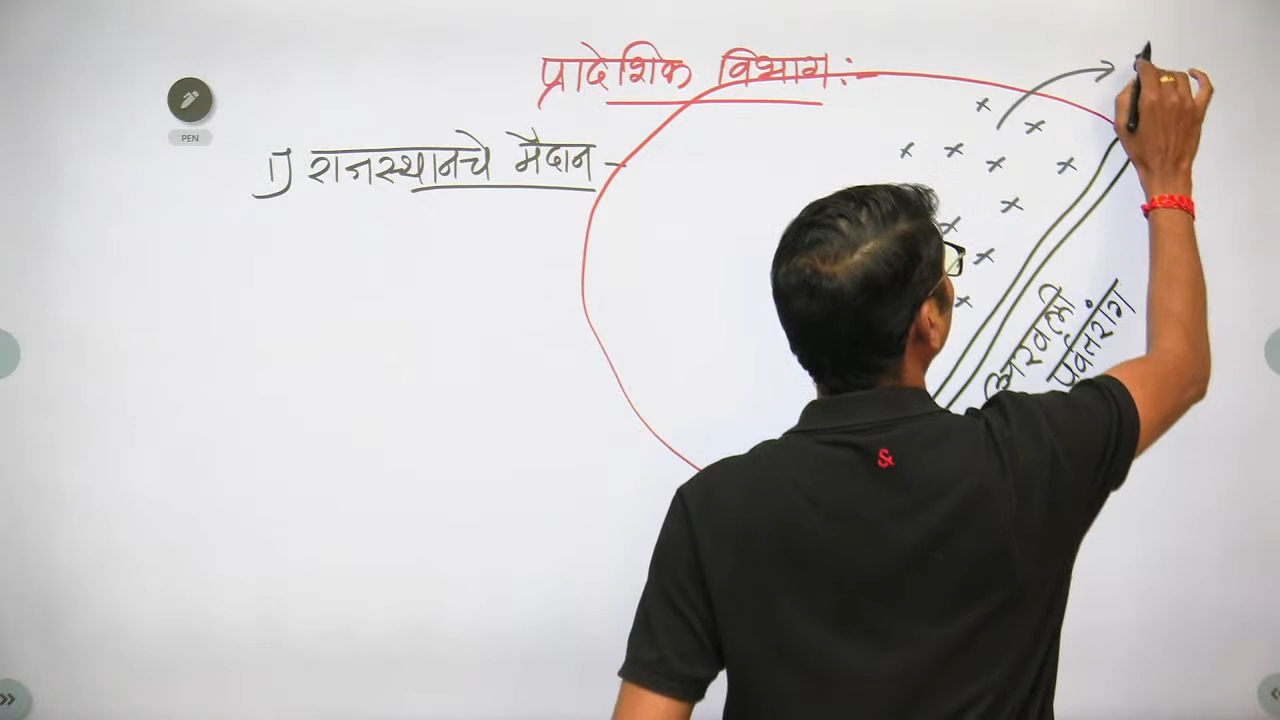 प्रादेशिक विभाग :
PEN
1) राजस्थानचे मैदान -
अरवली
पर्वतरांग
&